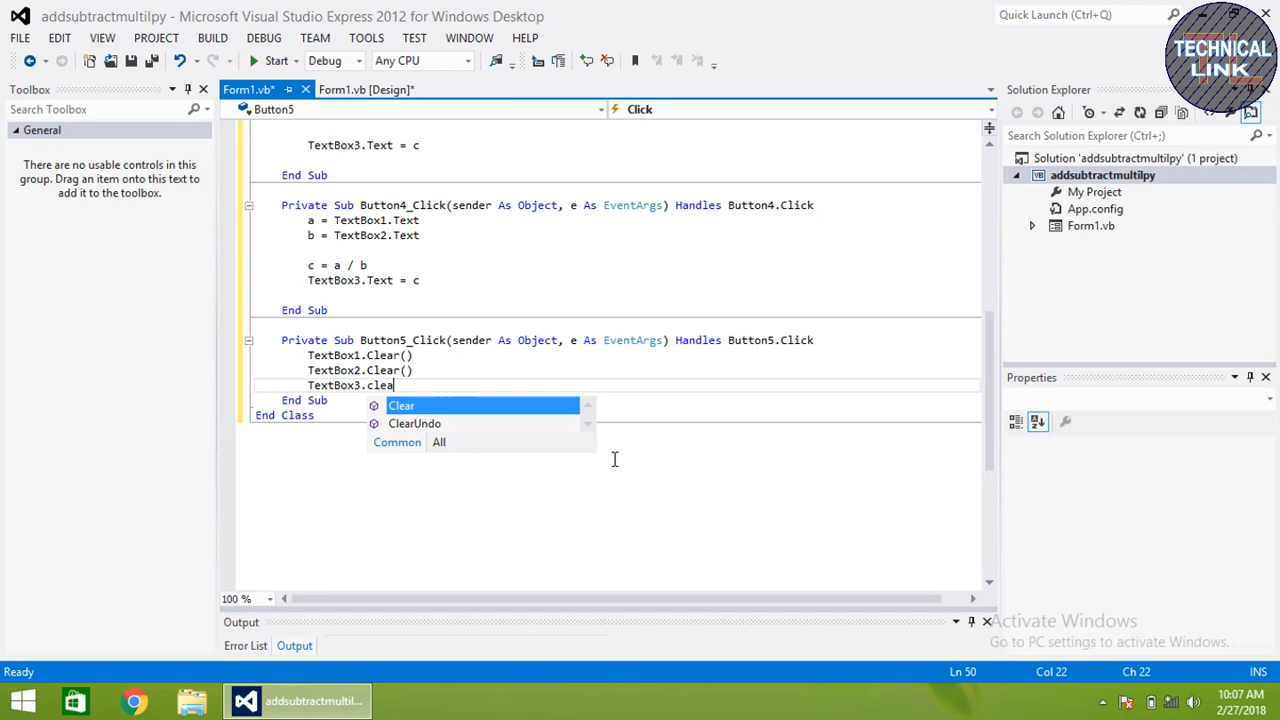 addsubtractmultilpy - Microsoft Visual Studio Express 2012 for Windows Desktop
Quick Launch (Ctrl+Q)
FILE EDIT VIEW PROJECT BUILD DEBUG TEAM TOOLS TEST WINDOW HELP
TECHNICAL
LINK
Start Debug Any CPU
Toolbox
Search Toolbox
General
There are no usable controls in this
group. Drag an item onto this text to
add it to the toolbox.
Form1.vb* Form1.vb [Design]*
Button5 Click
TextBox3.Text = c
End Sub
Private Sub Button4_Click(sender As Object, e As EventArgs) Handles Button4.Click
a = TextBox1.Text
b = TextBox2.Text
c = a / b
TextBox3.Text = c
End Sub
Private Sub Button5_Click(sender As Object, e As EventArgs) Handles Button5.Click
TextBox1.Clear()
TextBox2.Clear()
TextBox3.clea
End Sub
End Class
Clear
ClearUndo
Common All
100 %
Output
Error List Output
Solution Explorer
Search Solution Explorer (Ctrl+;)
Solution 'addsubtractmultilpy' (1 project)
addsubtractmultilpy
My Project
App.config
Form1.vb
Properties
Activate Windows
Go to PC settings to activate Windows.
Ready Ln 50 Col 22 Ch 22 INS
addsubtractmultil...
10:07 AM
2/27/2018